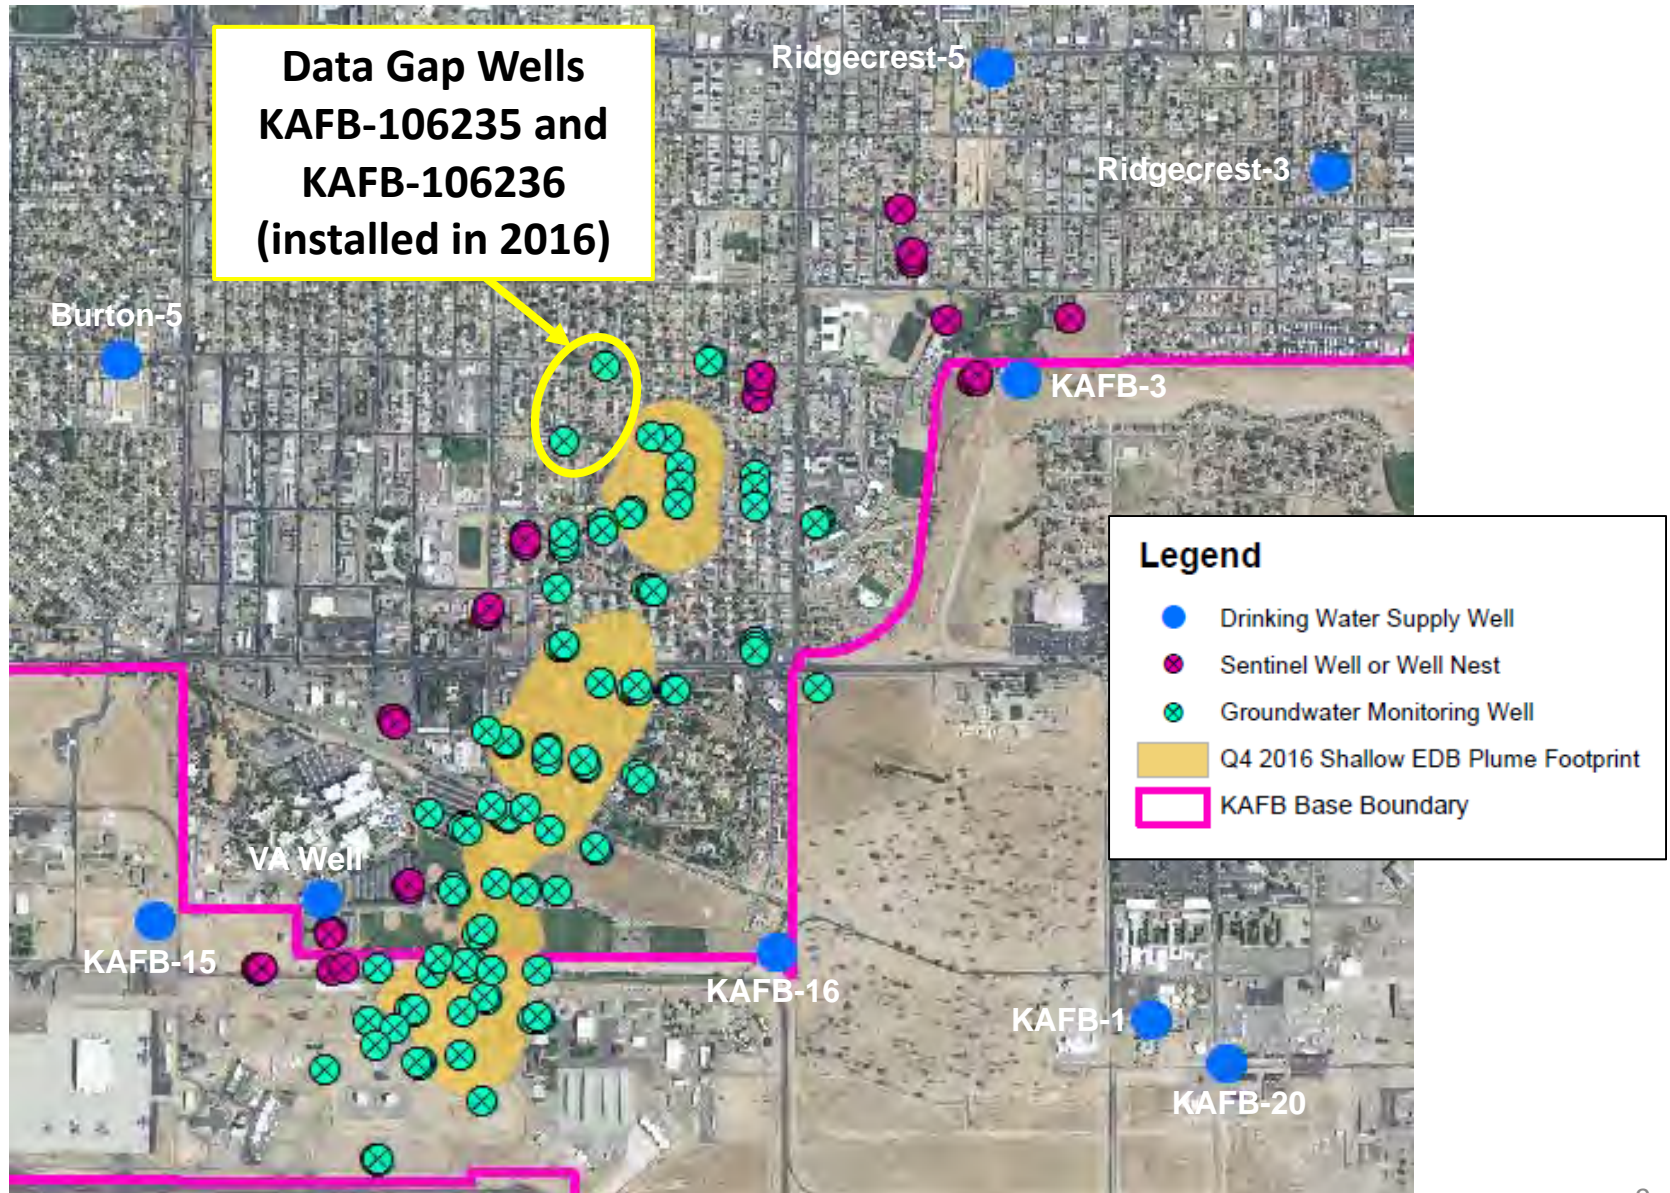 Data Gap Wells
KAFB-106235 and
KAFB-106236
(installed in 2016)
Ridgecrest-5
Ridgecrest-3
Burton-5
KAFB-3
Legend
Drinking Water Supply Well
Sentinel Well or Well Nest
Groundwater Monitoring Well
Q4 2016 Shallow EDB Plume Footprint
KAFB Base Boundary
VA Well
KAFB-15
KAFB-16
KAFB-1
KAFB-20